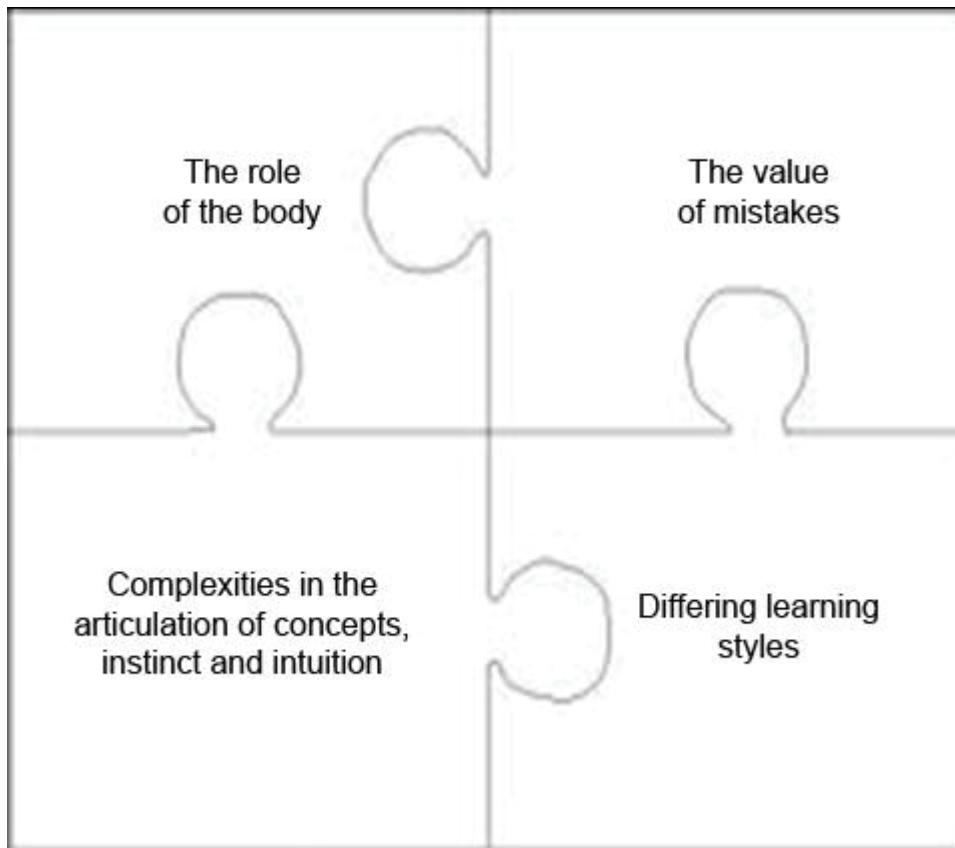 The role
of the body
The value
of mistakes
Complexities in the
articulation of concepts,
instinct and intuition
Differing learning
styles